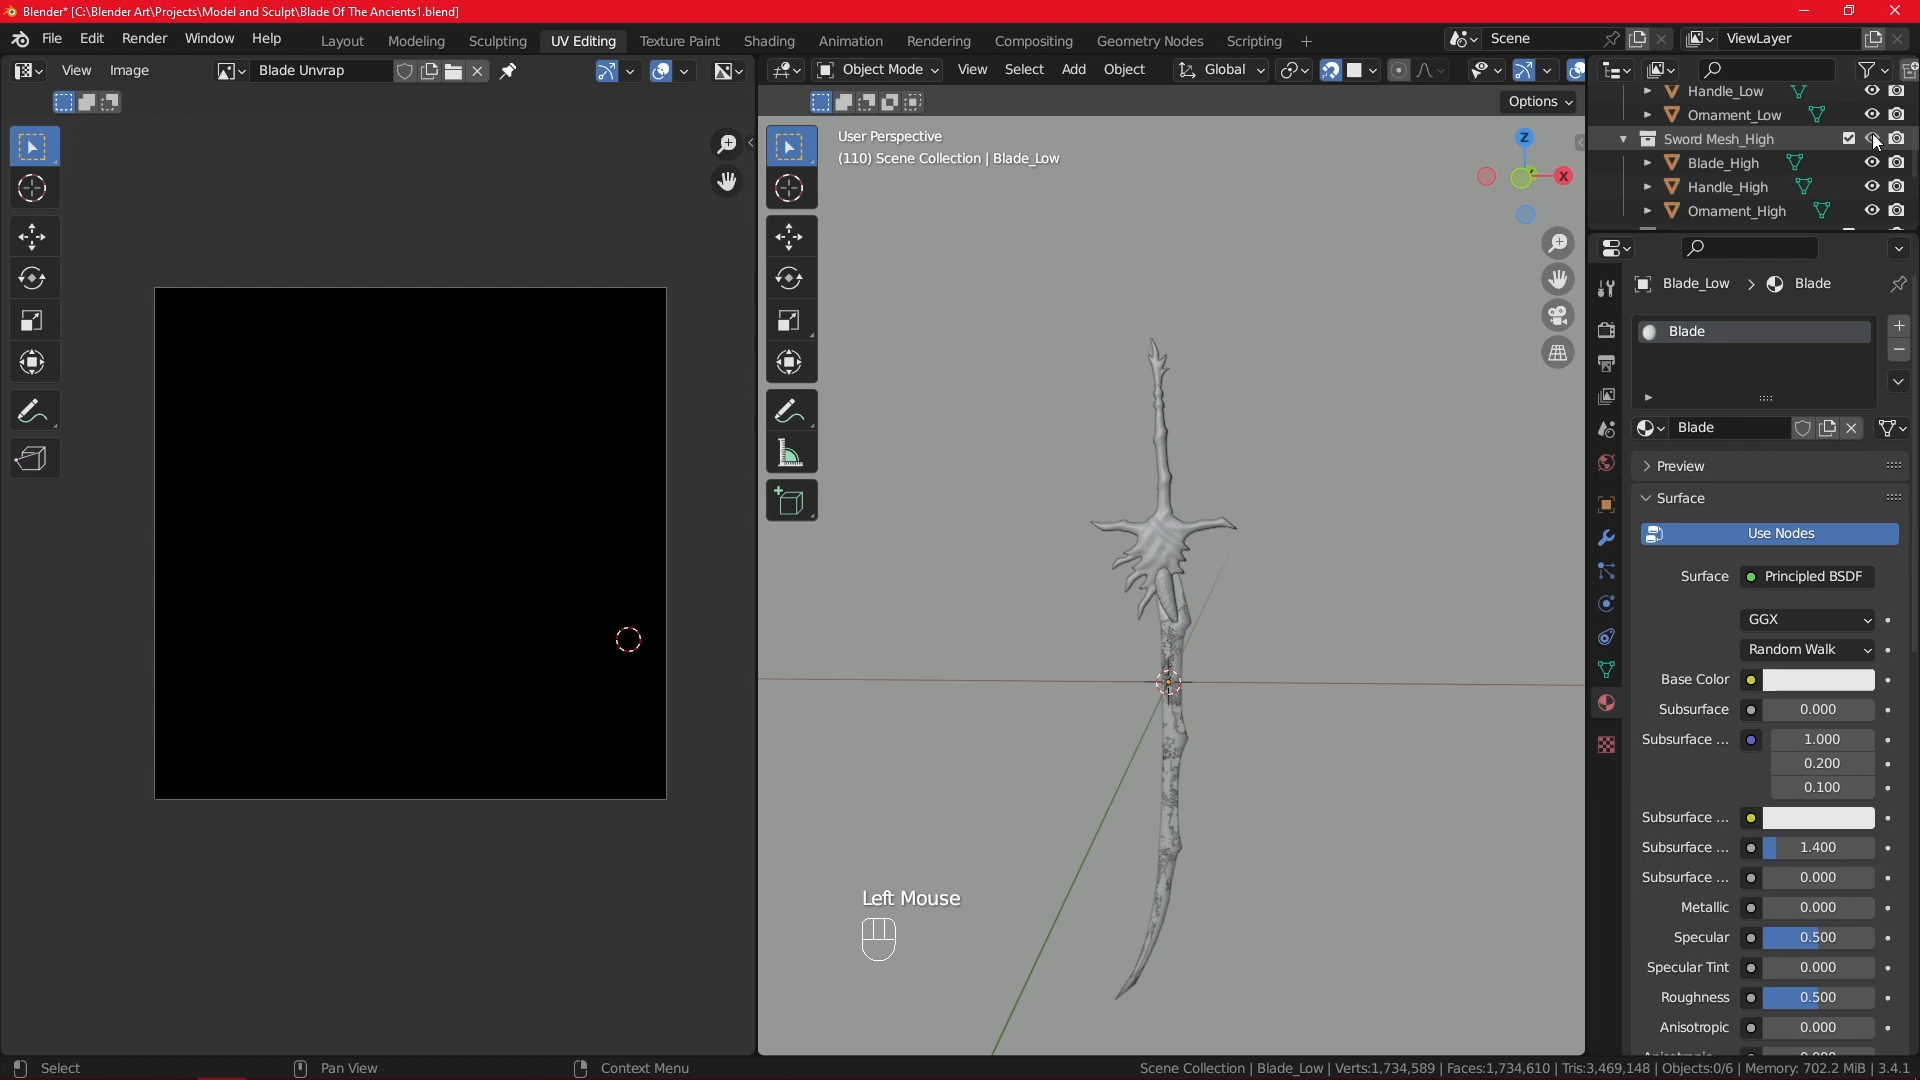 Blender* [C:\Blender Art\Projects\Model and Sculpt\Blade Of The Ancients1.blend]
File Edit Render Window Help Layout Modeling Sculpting UV Editing Texture Paint Shading Animation Rendering Compositing Geometry Nodes Scripting + Scene ViewLayer
View Image Blade Unwrap Object Mode View Select Add Object Global
Options
Handle_Low
Ornament_Low
Sword Mesh_High
Blade_High
Handle_High
Ornament_High
User Perspective
(110) Scene Collection | Blade_Low
Z
X
Blade_Low > Blade
Blade
Blade
Preview
Surface
Use Nodes
Surface Principled BSDF
GGX
Random Walk
Base Color
Subsurface 0.000
Subsurface ... 1.000
0.200
0.100
Subsurface ...
Subsurface ... 1.400
Subsurface ... 0.000
Metallic 0.000
Specular 0.500
Specular Tint 0.000
Roughness 0.500
Anisotropic 0.000
Left Mouse
Select Pan View Context Menu Scene Collection | Blade_Low | Verts:1,734,589 | Faces:1,734,610 | Tris:3,469,148 | Objects:0/6 | Memory: 702.2 MiB | 3.4.1